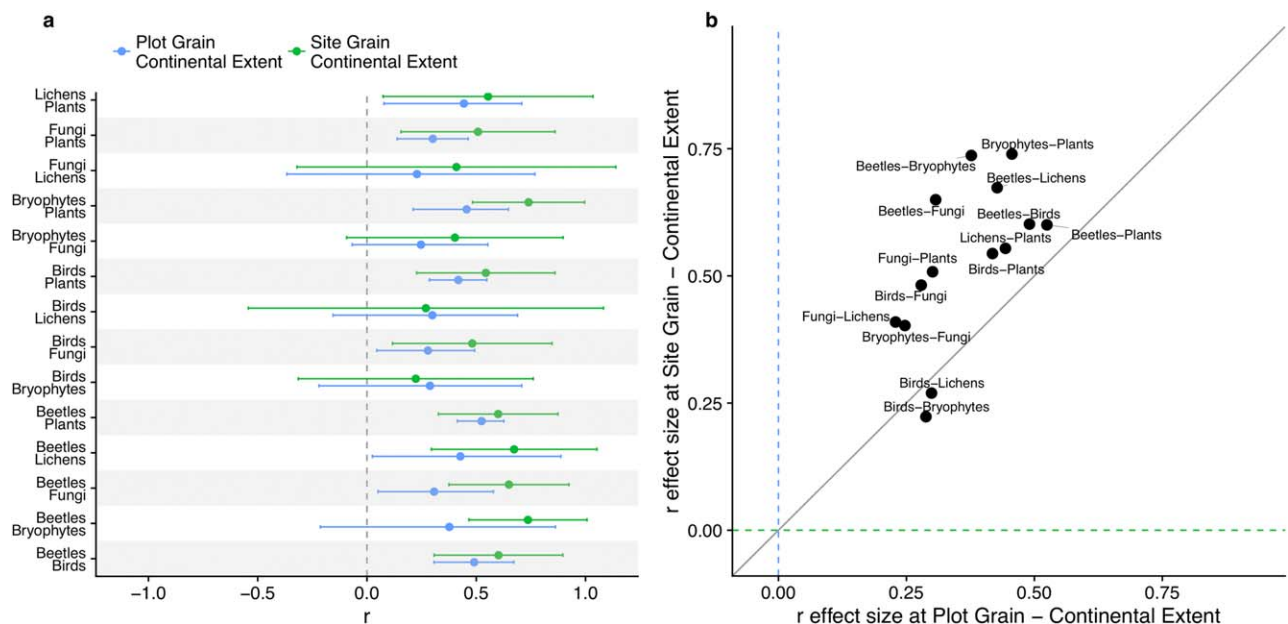 a
Plot Grain
Continental Extent
Site Grain
Continental Extent
Lichens
Plants
Fungi
Plants
Fungi
Lichens
Bryophytes
Plants
Bryophytes
Fungi
Birds
Plants
Birds
Lichens
Birds
Fungi
Birds
Bryophytes
Beetles
Plants
Beetles
Lichens
Beetles
Fungi
Beetles
Bryophytes
Beetles
Birds
−1.0 −0.5 0.0 0.5 1.0
r
b
r effect size at Site Grain − Continental Extent
0.75
0.50
0.25
0.00
Bryophytes−Plants
Beetles−Bryophytes
Beetles−Lichens
Beetles−Fungi
Beetles−Birds
Beetles−Plants
Lichens−Plants
Fungi−Plants
Birds−Plants
Birds−Fungi
Fungi−Lichens
Bryophytes−Fungi
Birds−Lichens
Birds−Bryophytes
0.00 0.25 0.50 0.75
r effect size at Plot Grain − Continental Extent